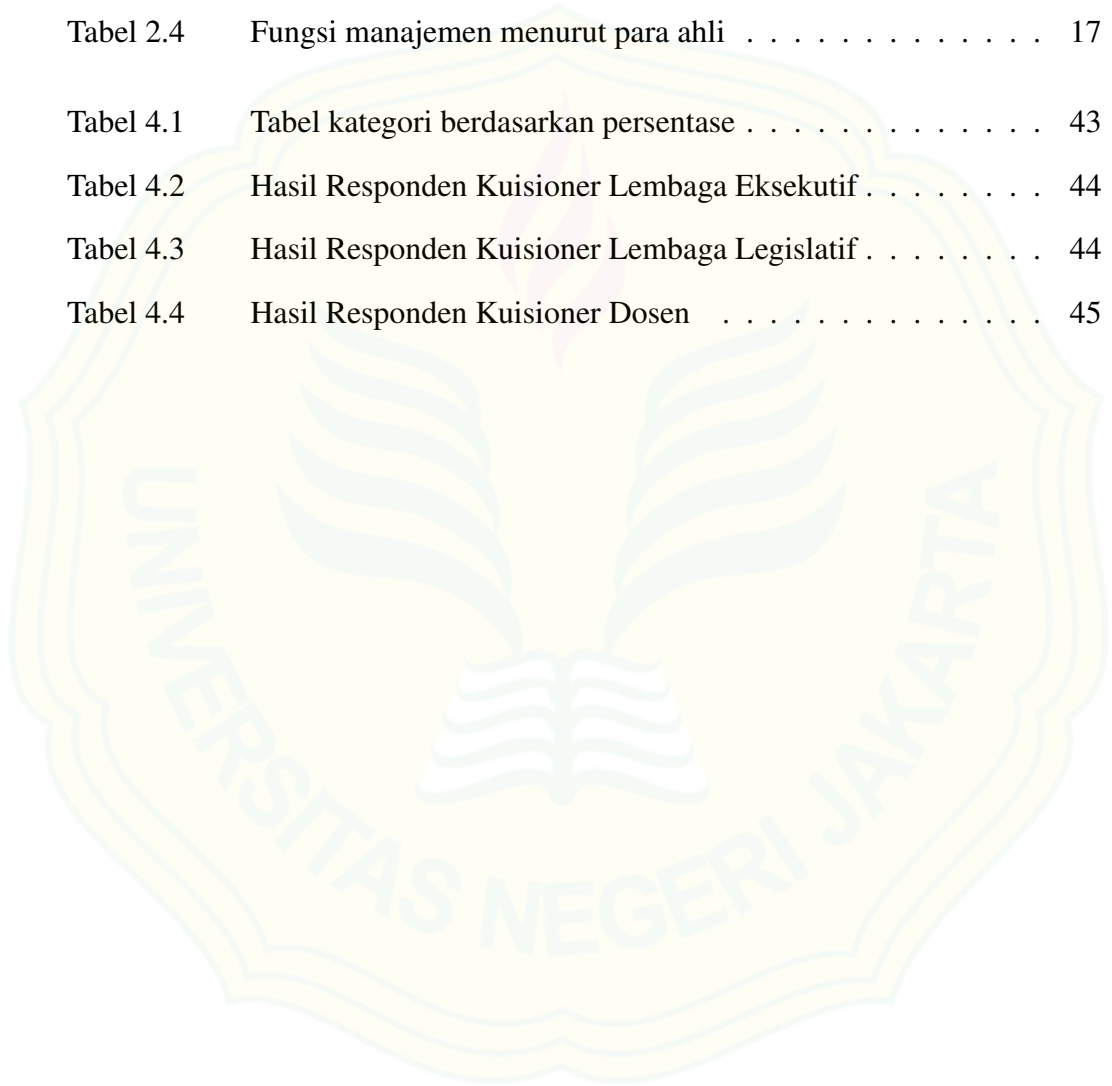 Tabel 2.4 Fungsi manajemen menurut para ahli . . . . . . . . . . . . . 17
Tabel 4.1 Tabel kategori berdasarkan persentase . . . . . . . . . . . . . 43
Tabel 4.2 Hasil Responden Kuisioner Lembaga Eksekutif . . . . . . . . 44
Tabel 4.3 Hasil Responden Kuisioner Lembaga Legislatif . . . . . . . . 44
Tabel 4.4 Hasil Responden Kuisioner Dosen . . . . . . . . . . . . . . 45
UNIVERSITAS NEGERI JAKARTA